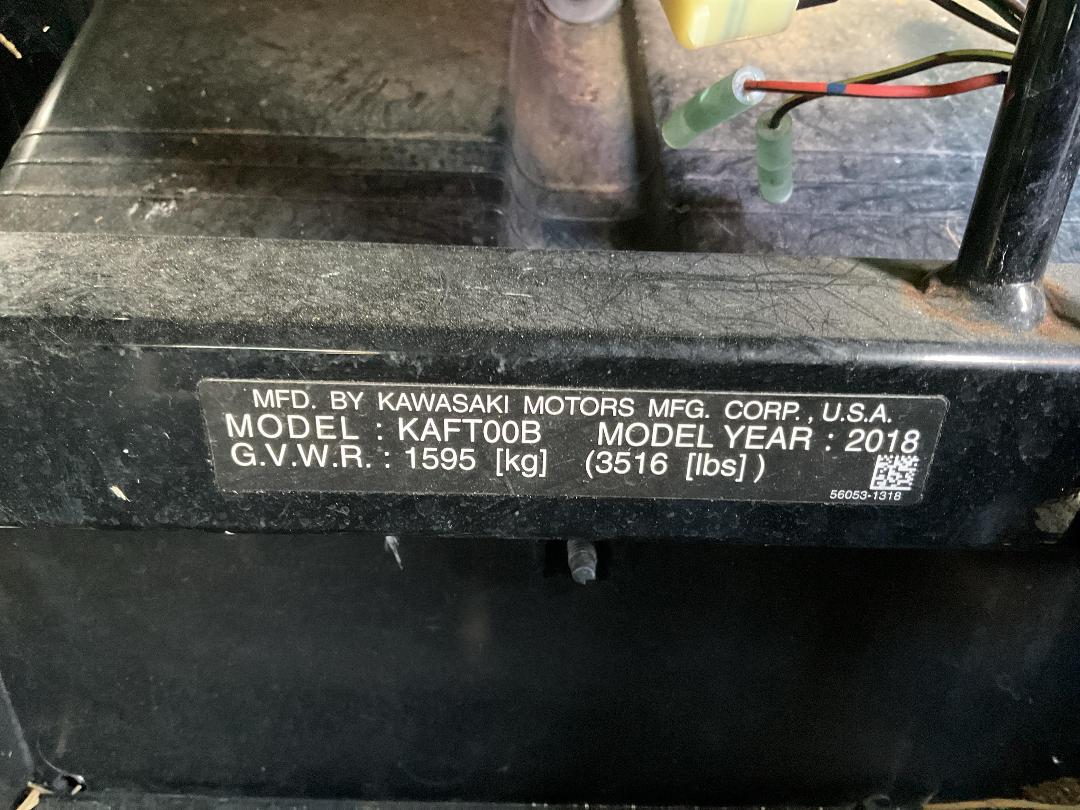 MFD. BY KAWASAKI MOTORS MFG. CORP., U.S.A.
MODEL : KAFT00B MODEL YEAR : 2018
G.V.W.R. : 1595 [kg] (3516 [lbs] )
56053-1318